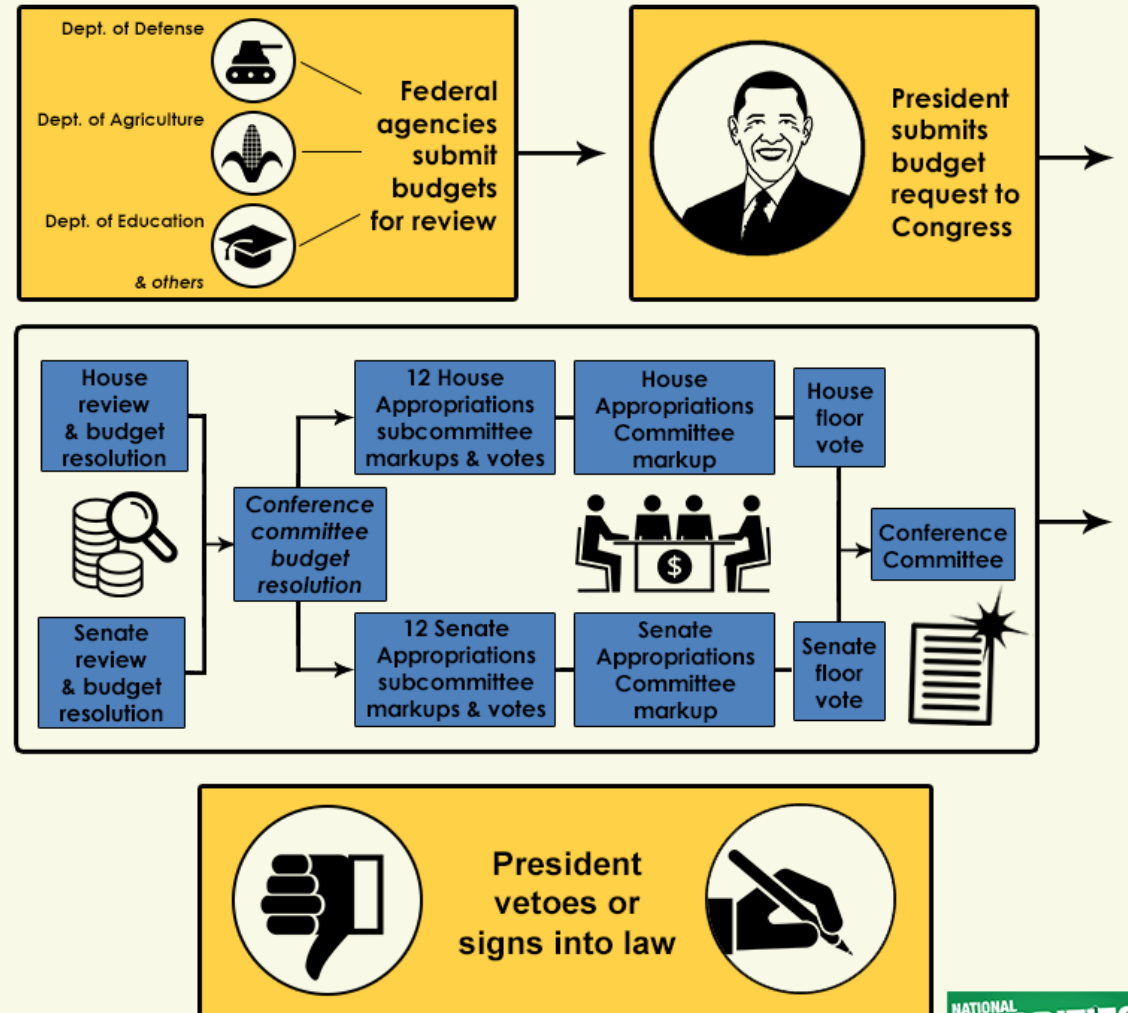 Dept. of Defense
Dept. of Agriculture
Dept. of Education
& others
Federal
agencies
submit
budgets
for review
President
submits
budget
request to
Congress
House
review
& budget
resolution
Senate
review
& budget
resolution
Conference
committee
budget
resolution
12 House
Appropriations
subcommittee
markups & votes
House
Appropriations
Committee
markup
House
floor
vote
$
12 Senate
Appropriations
subcommittee
markups & votes
Senate
Appropriations
Committee
markup
Senate
floor
vote
Conference
Committee
President
vetoes or
signs into law
NATIONAL